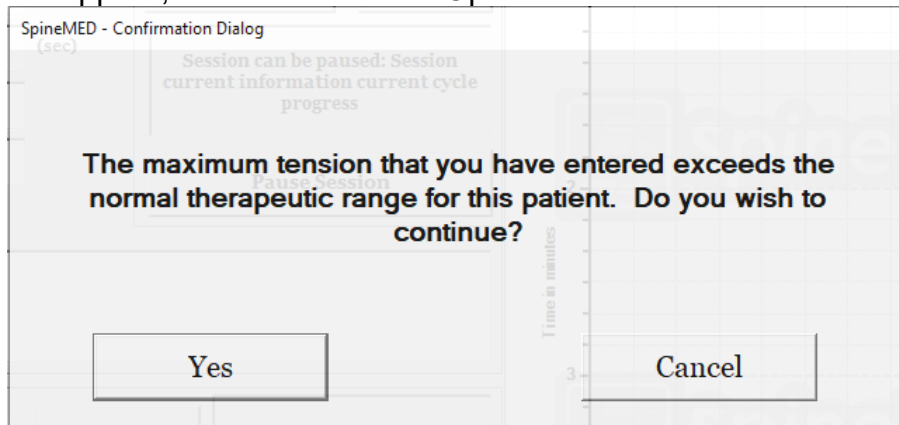 SpineMED - Confirmation Dialog
(sec)
Session can be paused: Session
current information current cycle
progress
The maximum tension that you have entered exceeds the
Pause Session
normal therapeutic range for this patient.  Do you wish to
2
continue?
Time in minutes
Yes
Cancel
3